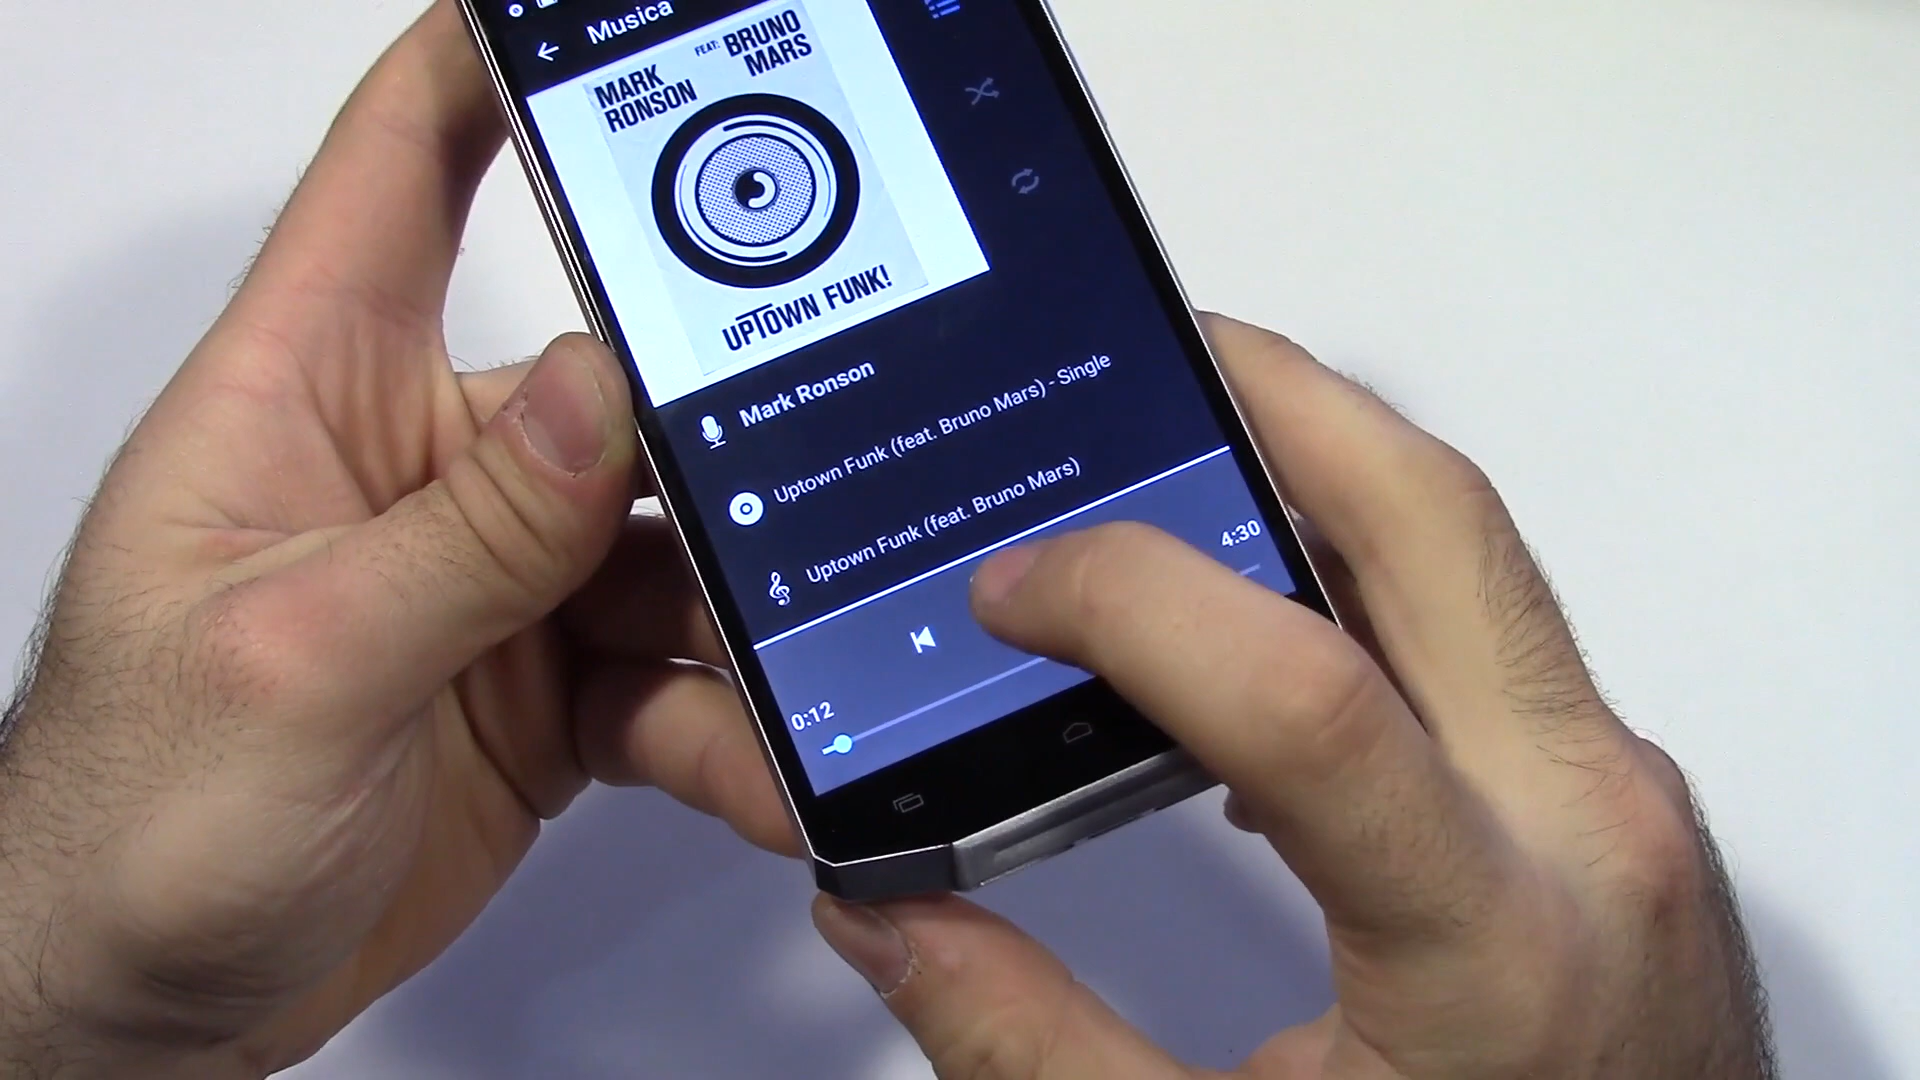 Musica
FEAT: BRUNO
MARS
MARK
RONSON
UPTOWN FUNK!
Mark Ronson
Uptown Funk (feat. Bruno Mars) - Single
Uptown Funk (feat. Bruno Mars)
4:30
0:12